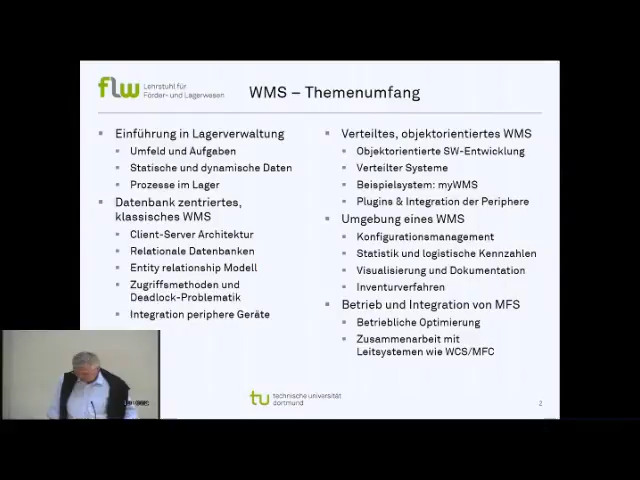 flw
Lehrstuhl für
Förder- und Lagerwesen
WMS – Themenumfang
Einführung in Lagerverwaltung
Umfeld und Aufgaben
Statische und dynamische Daten
Prozesse im Lager
Datenbank zentriertes,
klassisches WMS
Client-Server Architektur
Relationale Datenbanken
Entity relationship Modell
Zugriffsmethoden und
Deadlock-Problematik
Integration periphere Geräte
Verteiltes, objektorientiertes WMS
Objektorientierte SW-Entwicklung
Verteilter Systeme
Beispielsystem: myWMS
Plugins & Integration der Peripherie
Umgebung eines WMS
Konfigurationsmanagement
Statistik und logistische Kennzahlen
Visualisierung und Dokumentation
Inventurverfahren
Betrieb und Integration von MFS
Betriebliche Optimierung
Zusammenarbeit mit
Leitsystemen wie WCS/MFC
tu technische universität
dortmund
2